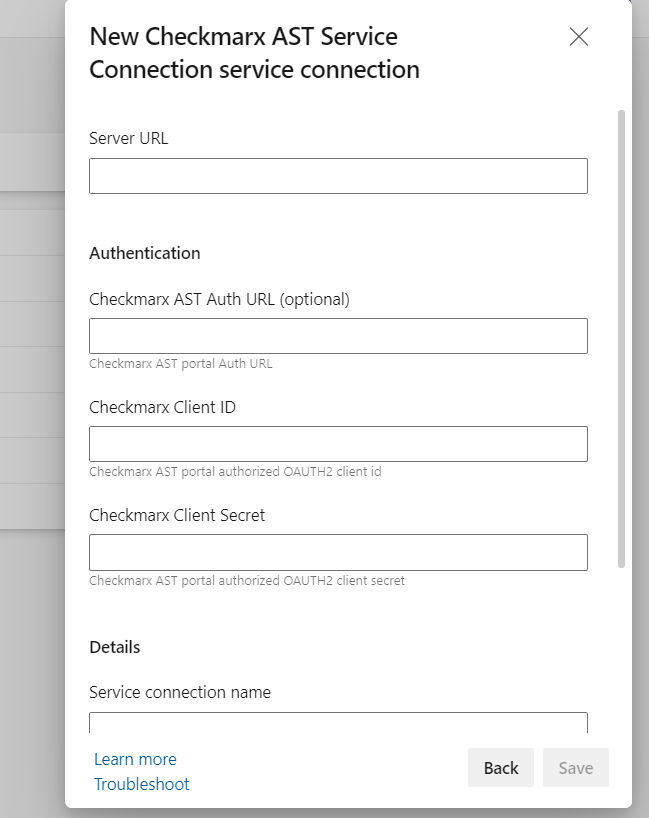 New Checkmarx AST Service
Connection service connection
Server URL
Authentication
Checkmarx AST Auth URL (optional)
Checkmarx AST portal Auth URL
Checkmarx Client ID
Checkmarx AST portal authorized OAUTH2 client id
Checkmarx Client Secret
Checkmarx AST portal authorized OAUTH2 client secret
Details
Service connection name
Learn more
Troubleshoot
Back
Save